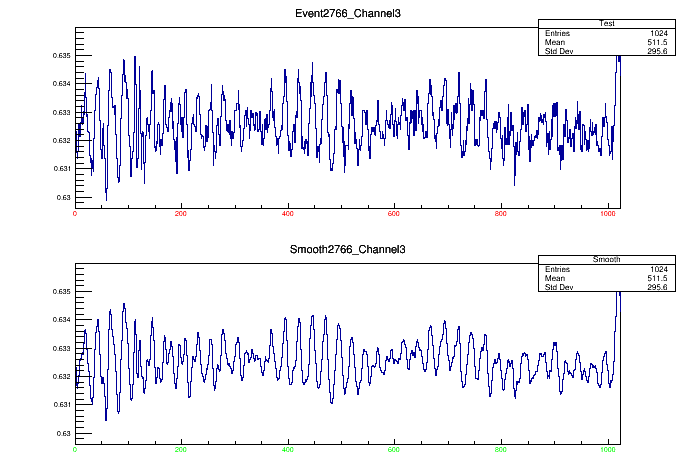 Event2766_Channel3
Test
Entries 1024
Mean 511.5
Std Dev 295.6
0.635
0.634
0.633
0.632
0.631
0.63
0 200 400 600 800 1000
Smooth2766_Channel3
Smooth
Entries 1024
Mean 511.5
Std Dev 295.6
0.635
0.634
0.633
0.632
0.631
0.63
0 200 400 600 800 1000